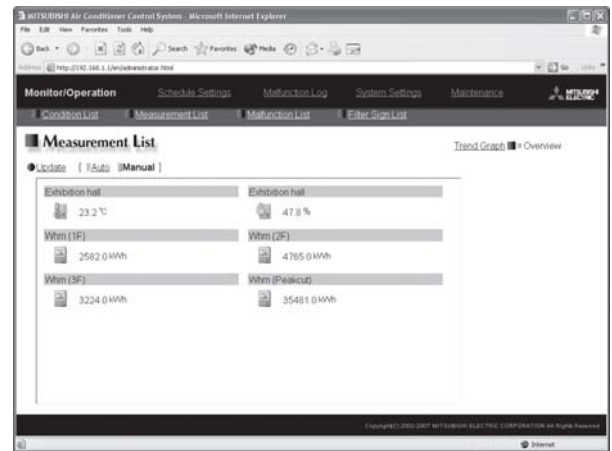 MITSUBISHI Air Conditioner Control System - Microsoft Internet Explorer
File Edit View Favorites Tools Help
Back Search Favorites Media
Address http://192.168.1.1/en/administrator.html Go Links »
Monitor/Operation Schedule Settings Malfunction Log System Settings Maintenance MITSUBISHI ELECTRIC
Condition List Measurement List Malfunction List Filter Sign List
Measurement List
Trend Graph = Overview
Update [ Auto Manual ]
Exhibition hall Exhibition hall
23.2 °C 47.8 %
Whm (1F) Whm (2F)
2582.0 kWh 4765.0 kWh
Whm (3F) Whm (Peakcut)
3224.0 kWh 35481.0 kWh
Copyright(C) 2002-2007 MITSUBISHI ELECTRIC CORPORATION All Rights Reserved
Internet